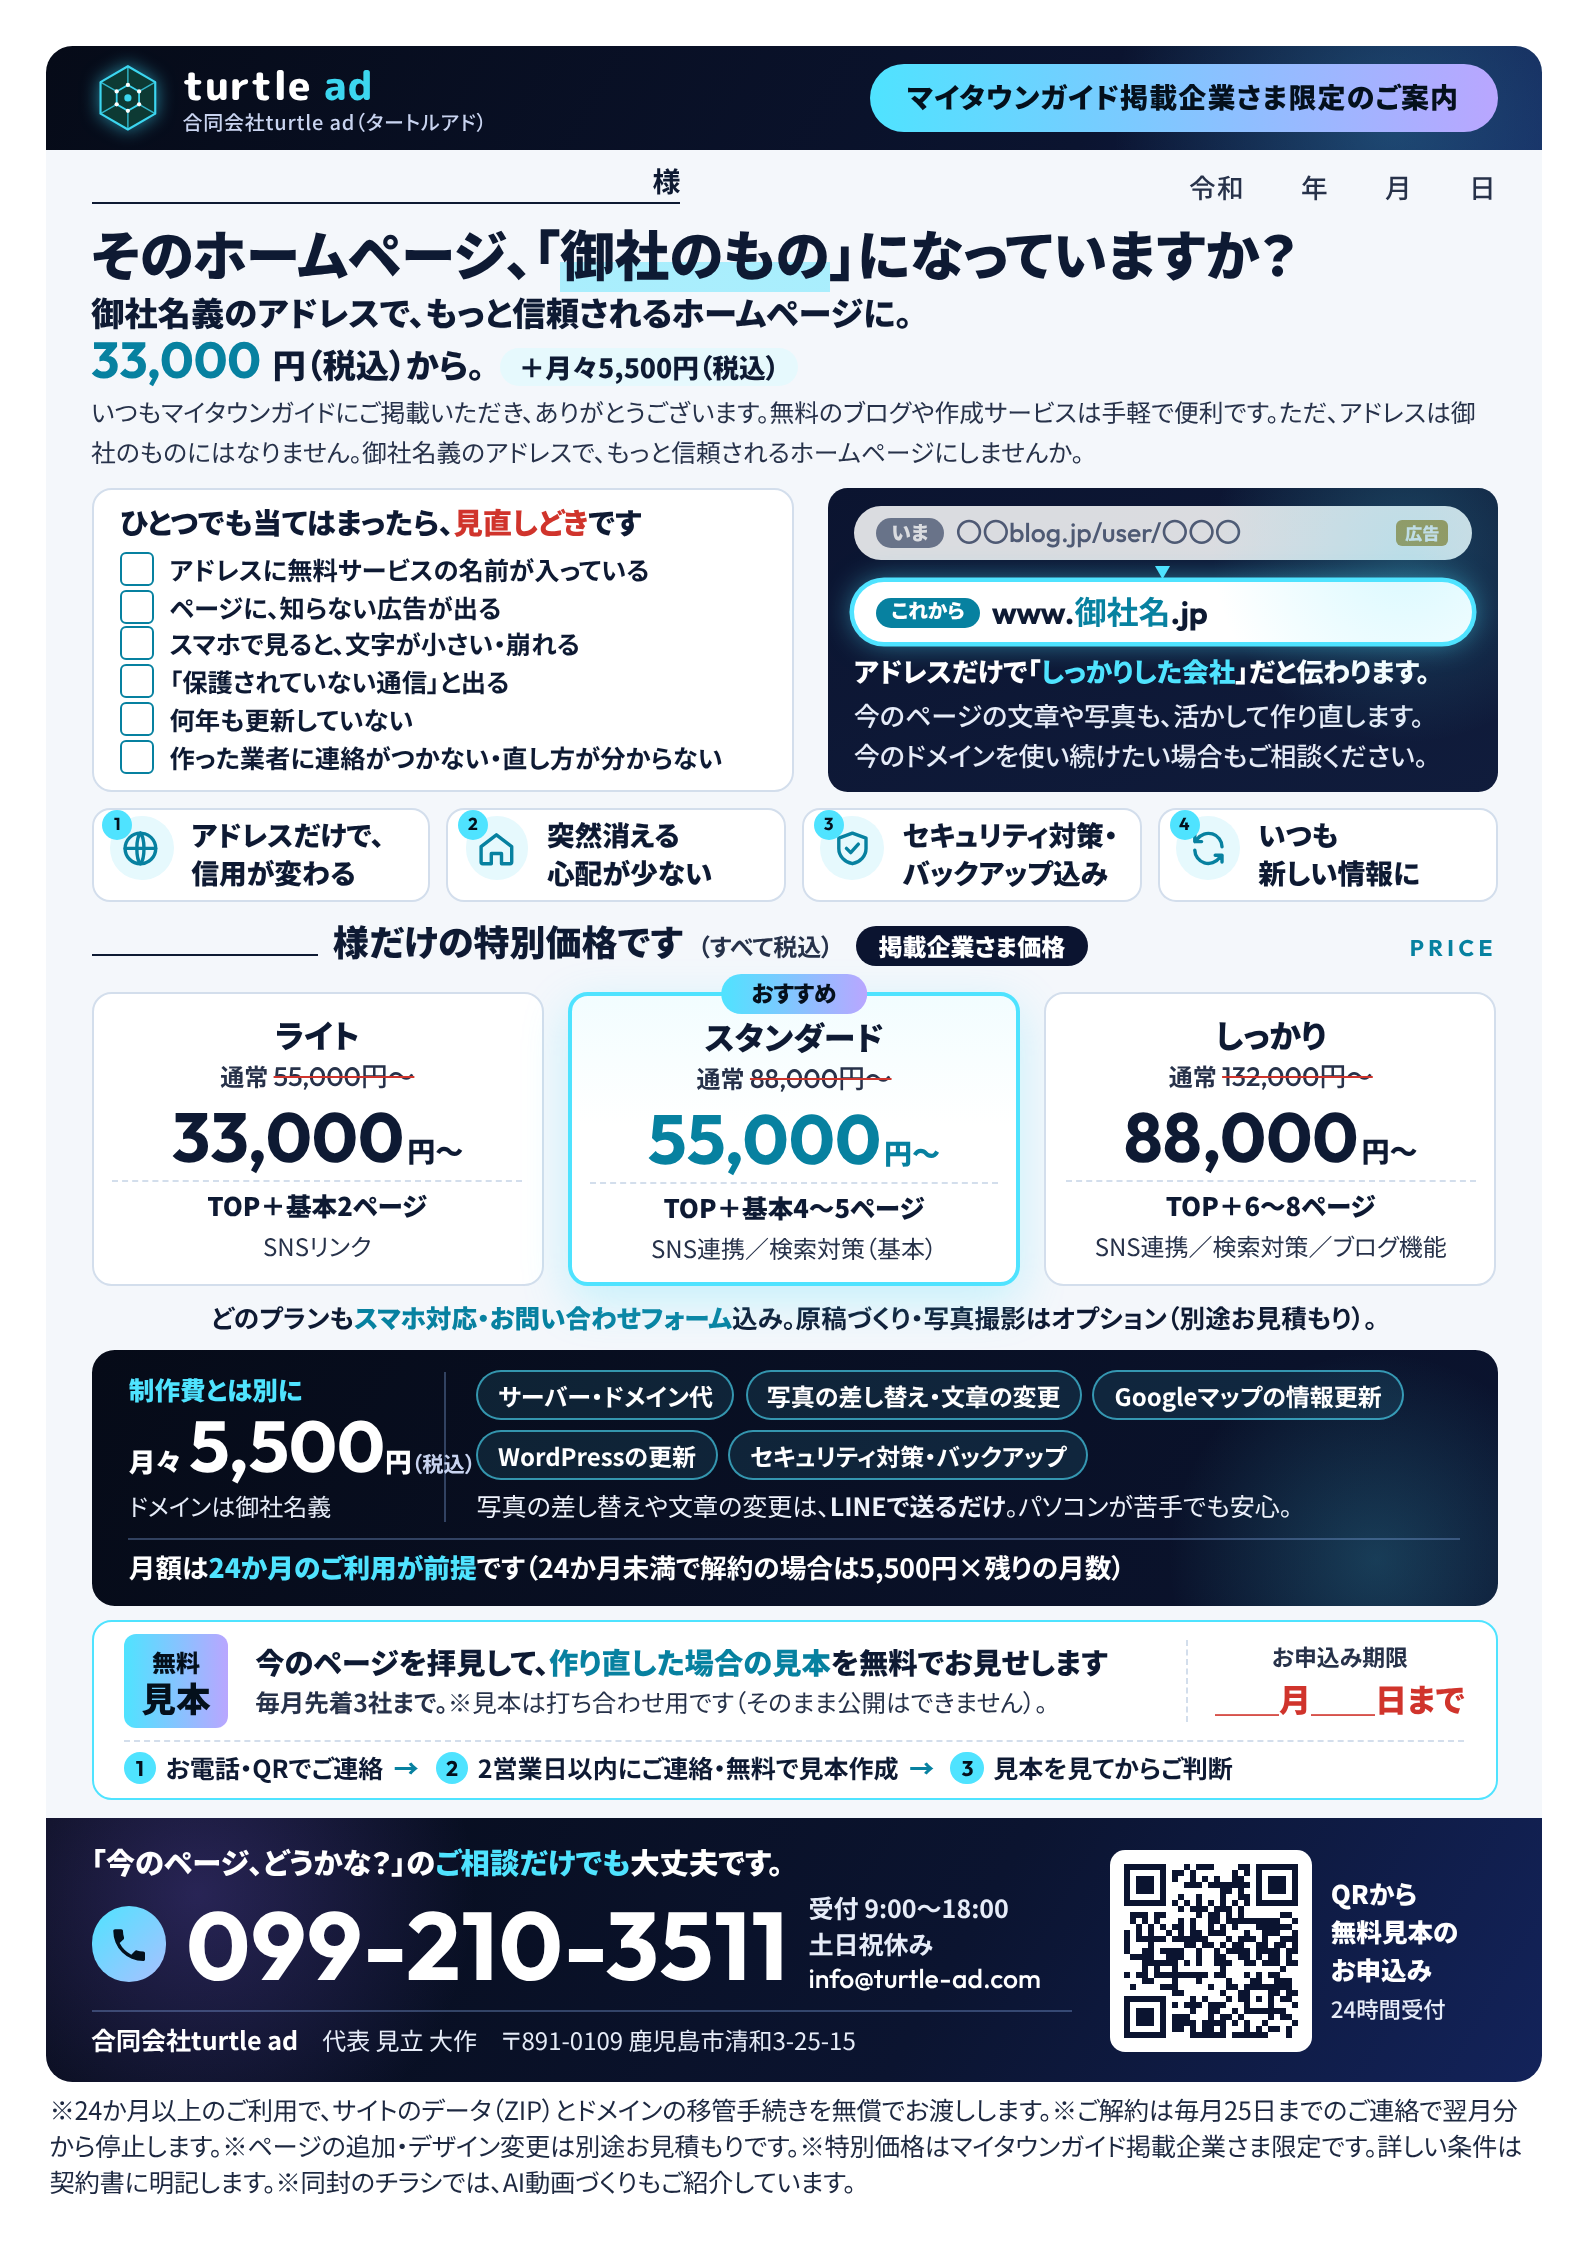 turtle ad
合同会社turtle ad（タートルアド）
マイタウンガイド掲載企業さま限定のご案内
様
令和　年　月　日
そのホームページ、「御社のもの」になっていますか？
御社名義のアドレスで、もっと信頼されるホームページに。
33,000 円（税込）から。 ＋月々5,500円（税込）
いつもマイタウンガイドにご掲載いただき、ありがとうございます。無料のブログや作成サービスは手軽で便利です。ただ、アドレスは御
社のものにはなりません。御社名義のアドレスで、もっと信頼されるホームページにしませんか。
ひとつでも当てはまったら、見直しどきです
アドレスに無料サービスの名前が入っている
ページに、知らない広告が出る
スマホで見ると、文字が小さい・崩れる
「保護されていない通信」と出る
何年も更新していない
作った業者に連絡がつかない・直し方が分からない
いま 〇〇blog.jp/user/〇〇〇 広告
これから www.御社名.jp
アドレスだけで「しっかりした会社」だと伝わります。
今のページの文章や写真も、活かして作り直します。
今のドメインを使い続けたい場合もご相談ください。
1
アドレスだけで、
信用が変わる
2
突然消える
心配が少ない
3
セキュリティ対策・
バックアップ込み
4
いつも
新しい情報に
様だけの特別価格です （すべて税込） 掲載企業さま価格
PRICE
ライト
通常 55,000円〜
33,000円〜
TOP＋基本2ページ
SNSリンク
おすすめ
スタンダード
通常 88,000円〜
55,000円〜
TOP＋基本4〜5ページ
SNS連携／検索対策（基本）
しっかり
通常 132,000円〜
88,000円〜
TOP＋6〜8ページ
SNS連携／検索対策／ブログ機能
どのプランもスマホ対応・お問い合わせフォーム込み。原稿づくり・写真撮影はオプション（別途お見積もり）。
制作費とは別に
月々 5,500円（税込）
ドメインは御社名義
サーバー・ドメイン代 写真の差し替え・文章の変更 Googleマップの情報更新
WordPressの更新 セキュリティ対策・バックアップ
写真の差し替えや文章の変更は、LINEで送るだけ。パソコンが苦手でも安心。
月額は24か月のご利用が前提です（24か月未満で解約の場合は5,500円×残りの月数）
無料
見本
今のページを拝見して、作り直した場合の見本を無料でお見せします
毎月先着3社まで。※見本は打ち合わせ用です（そのまま公開はできません）。
お申込み期限
＿＿月＿＿日まで
1 お電話・QRでご連絡 → 2 2営業日以内にご連絡・無料で見本作成 → 3 見本を見てからご判断
「今のページ、どうかな？」のご相談だけでも大丈夫です。
099-210-3511
受付 9:00〜18:00
土日祝休み
info@turtle-ad.com
合同会社turtle ad　代表 見立 大作　〒891-0109 鹿児島市清和3-25-15
QRから
無料見本の
お申込み
24時間受付
※24か月以上のご利用で、サイトのデータ（ZIP）とドメインの移管手続きを無償でお渡しします。※ご解約は毎月25日までのご連絡で翌月分
から停止します。※ページの追加・デザイン変更は別途お見積もりです。※特別価格はマイタウンガイド掲載企業さま限定です。詳しい条件は
契約書に明記します。※同封のチラシでは、AI動画づくりもご紹介しています。